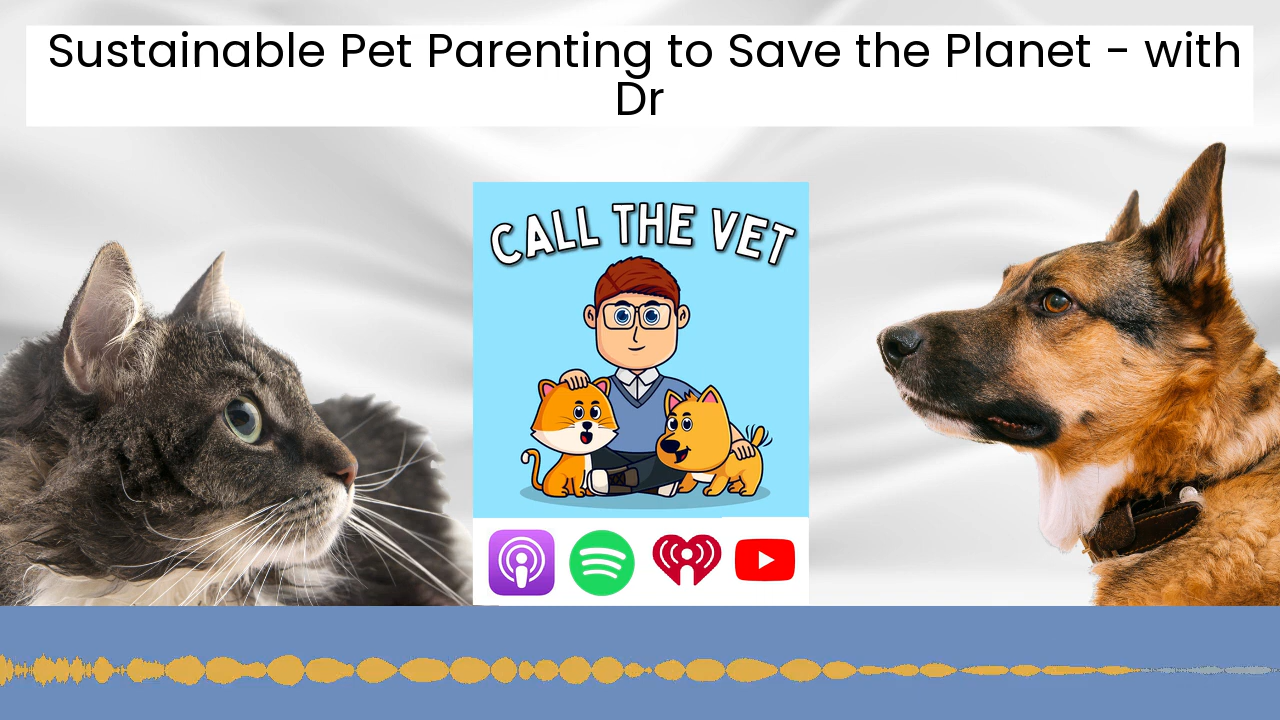 Sustainable Pet Parenting to Save the Planet - with
Dr
CALL THE VET